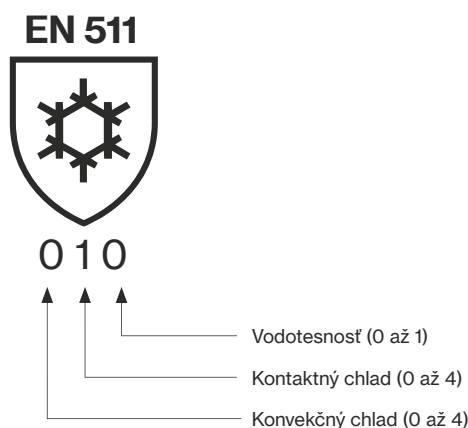 EN 511
0 1 0
Vodotesnosť (0 až 1)
Kontaktný chlad (0 až 4)
Konvekčný chlad (0 až 4)